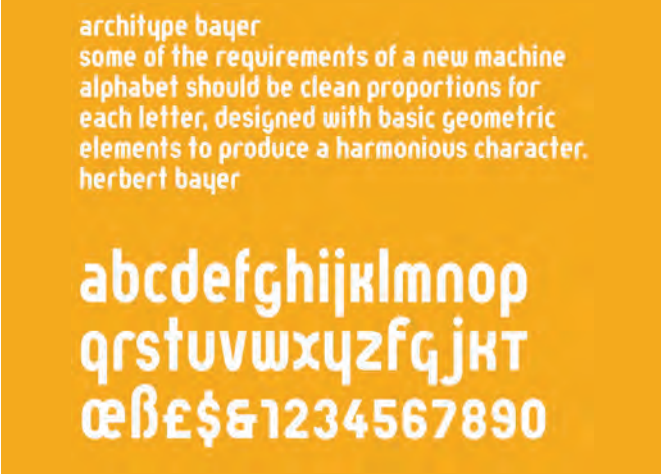 architype bayer
some of the requirements of a new machine
alphabet should be clean proportions for
each letter, designed with basic geometric
elements to produce a harmonious character.
herbert bayer
abcdefghijklmnop
qrstuvwxyzfgjkt
œß£$&1234567890